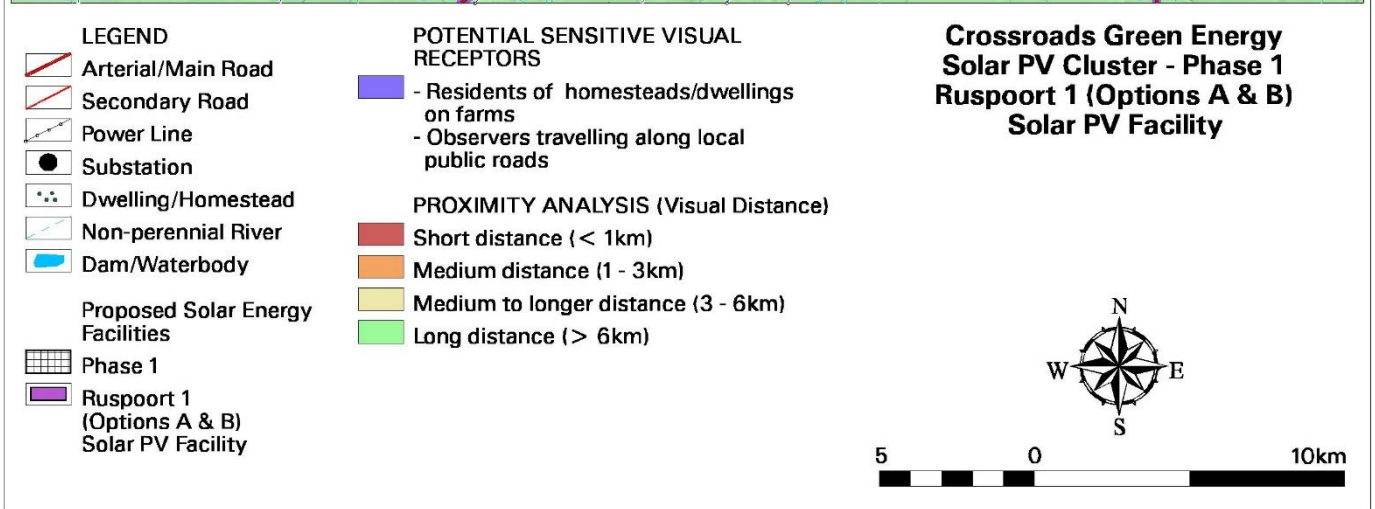 LEGEND
Arterial/Main Road
Secondary Road
Power Line
Substation
Dwelling/Homestead
Non-perennial River
Dam/Waterbody
Proposed Solar Energy
Facilities
Phase 1
Ruspoort 1
(Options A & B)
Solar PV Facility
POTENTIAL SENSITIVE VISUAL
RECEPTORS
- Residents of homesteads/dwellings
on farms
- Observers travelling along local
public roads
PROXIMITY ANALYSIS (Visual Distance)
Short distance (< 1km)
Medium distance (1 - 3km)
Medium to longer distance (3 - 6km)
Long distance (> 6km)
Crossroads Green Energy
Solar PV Cluster - Phase 1
Ruspoort 1 (Options A & B)
Solar PV Facility
N
W E
S
5 0 10km